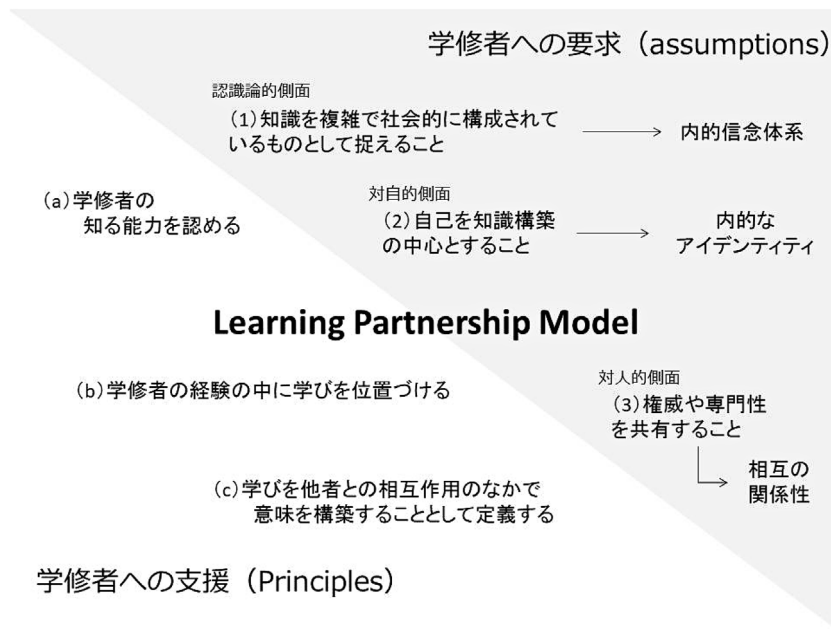 学修者への要求（assumptions）
認識論的側面
（1）知識を複雑で社会的に構成されて
いるものとして捉えること
内的信念体系
（a）学修者の
知る能力を認める
対自的側面
（2）自己を知識構築
の中心とすること
内的な
アイデンティティ
Learning Partnership Model
（b）学修者の経験の中に学びを位置づける
対人的側面
（3）権威や専門性
を共有すること
相互の
関係性
（c）学びを他者との相互作用のなかで
意味を構築することとして定義する
学修者への支援（Principles）